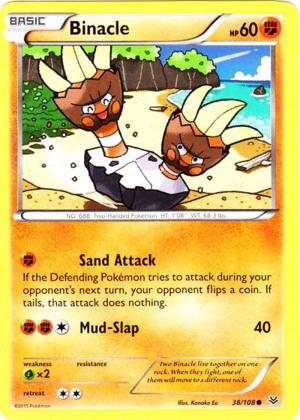 BASIC
Binacle
HP60
NO. 688 Two-Handed Pokémon HT: 1'08" WT: 68.3 lbs.
Sand Attack
If the Defending Pokémon tries to attack during your
opponent's next turn, your opponent flips a coin. If
tails, that attack does nothing.
Mud-Slap 40
weakness
resistance
×2
retreat
Two Binacle live together on one
rock. When they fight, one of
them will move to a different rock.
Illus. Kanako Eo
38/108
©2015 Pokémon